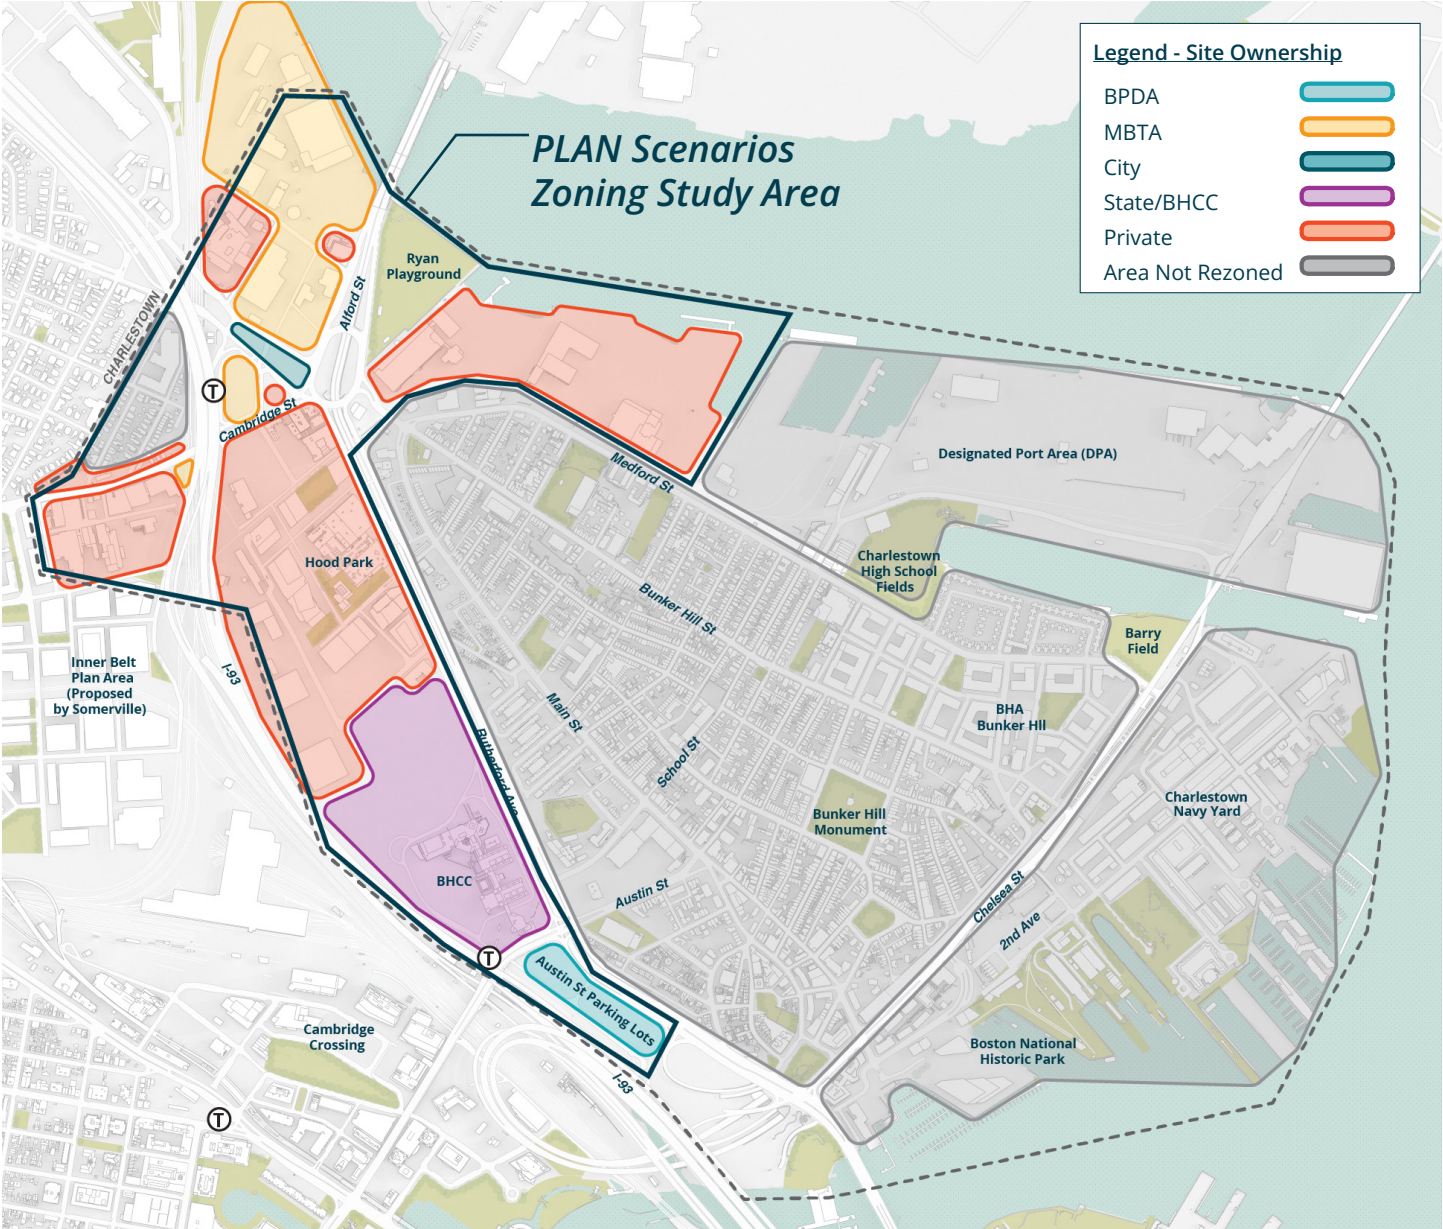 Legend - Site Ownership
BPDA
MBTA
City
State/BHCC
Private
Area Not Rezoned
PLAN Scenarios
Zoning Study Area
Ryan
Playground
Alford St
CHARLESTOWN
T
Cambridge St
Medford St
Designated Port Area (DPA)
Hood Park
Charlestown
High School
Fields
Bunker Hill St
Barry
Field
Inner Belt
Plan Area
(Proposed
by Somerville)
I-93
Main St
BHA
Bunker HIll
Rutherford Ave
School St
Charlestown
Navy Yard
Bunker Hill
Monument
BHCC
Austin St
Chelsea St
2nd Ave
T
Austin St Parking Lots
Cambridge
Crossing
Boston National
Historic Park
I-93
T